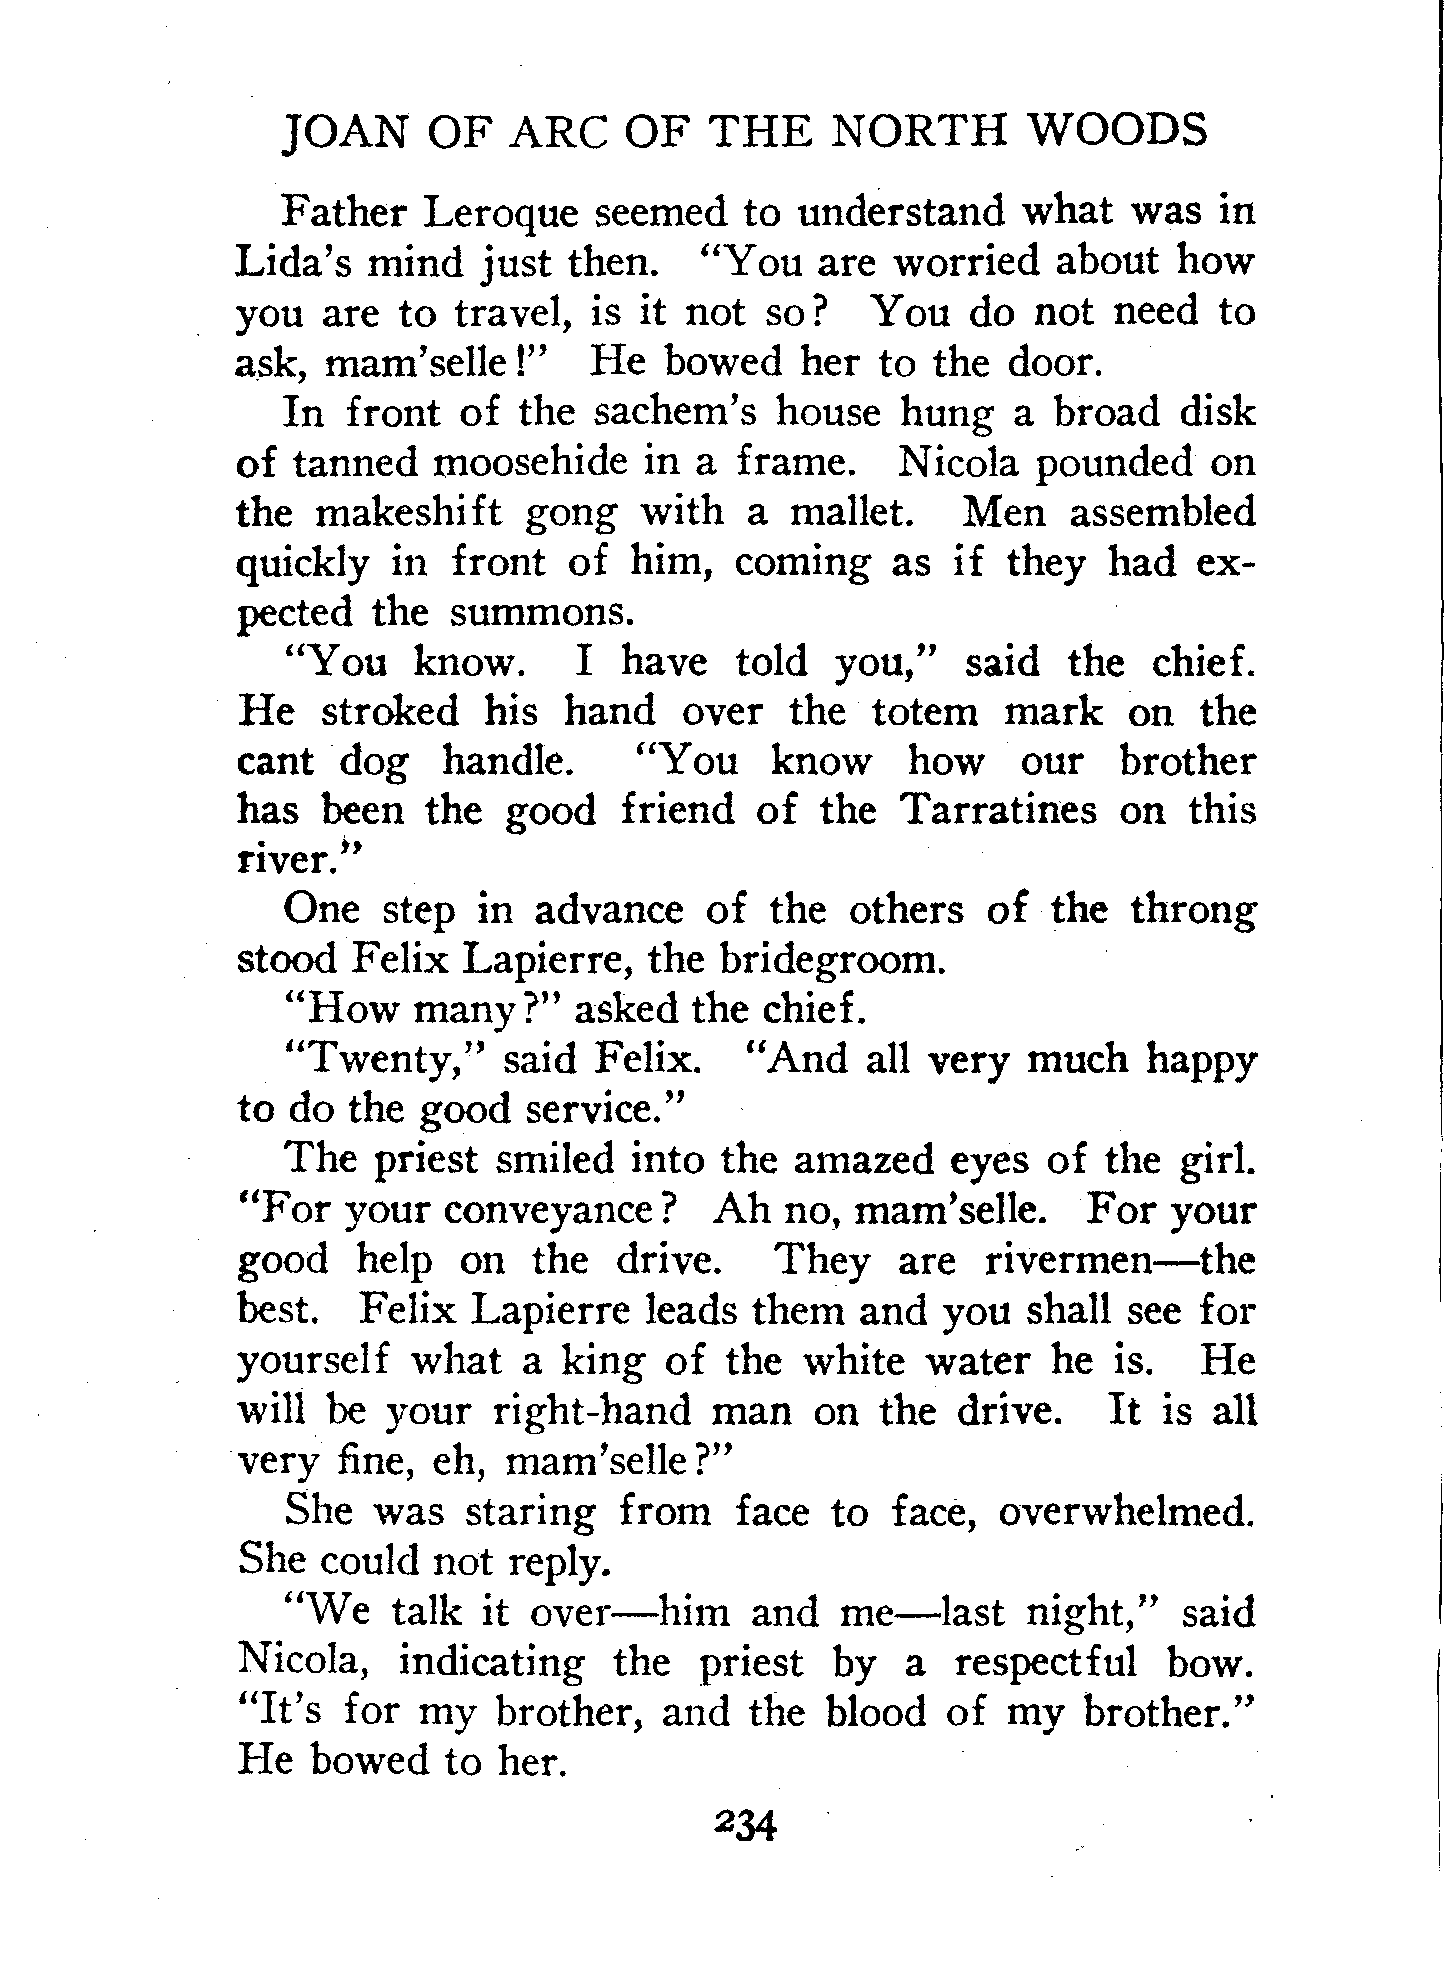 JOAN OF ARC OF THE NORTH WOODS
Father Leroque seemed to understand what was in
Lida's mind just then. "You are worried about how
you are to travel, is it not so? You do not need to
ask, mam'selle!" He bowed her to the door.
In front of the sachem's house hung a broad disk
of tanned moosehide in a frame. Nicola pounded on
the makeshift gong with a mallet. Men assembled
quickly in front of him, coming as if they had ex-
pected the summons.
"You know. I have told you," said the chief.
He stroked his hand over the totem mark on the
cant dog handle. "You know how our brother
has been the good friend of the Tarratines on this
river."
One step in advance of the others of the throng
stood Felix Lapierre, the bridegroom.
"How many?" asked the chief.
"Twenty," said Felix. "And all very much happy
to do the good service."
The priest smiled into the amazed eyes of the girl.
"For your conveyance? Ah no, mam'selle. For your
good help on the drive. They are rivermen—the
best. Felix Lapierre leads them and you shall see for
yourself what a king of the white water he is. He
will be your right-hand man on the drive. It is all
very fine, eh, mam'selle?"
She was staring from face to face, overwhelmed.
She could not reply.
"We talk it over—him and me—last night," said
Nicola, indicating the priest by a respectful bow.
"It's for my brother, and the blood of my brother."
He bowed to her.
234